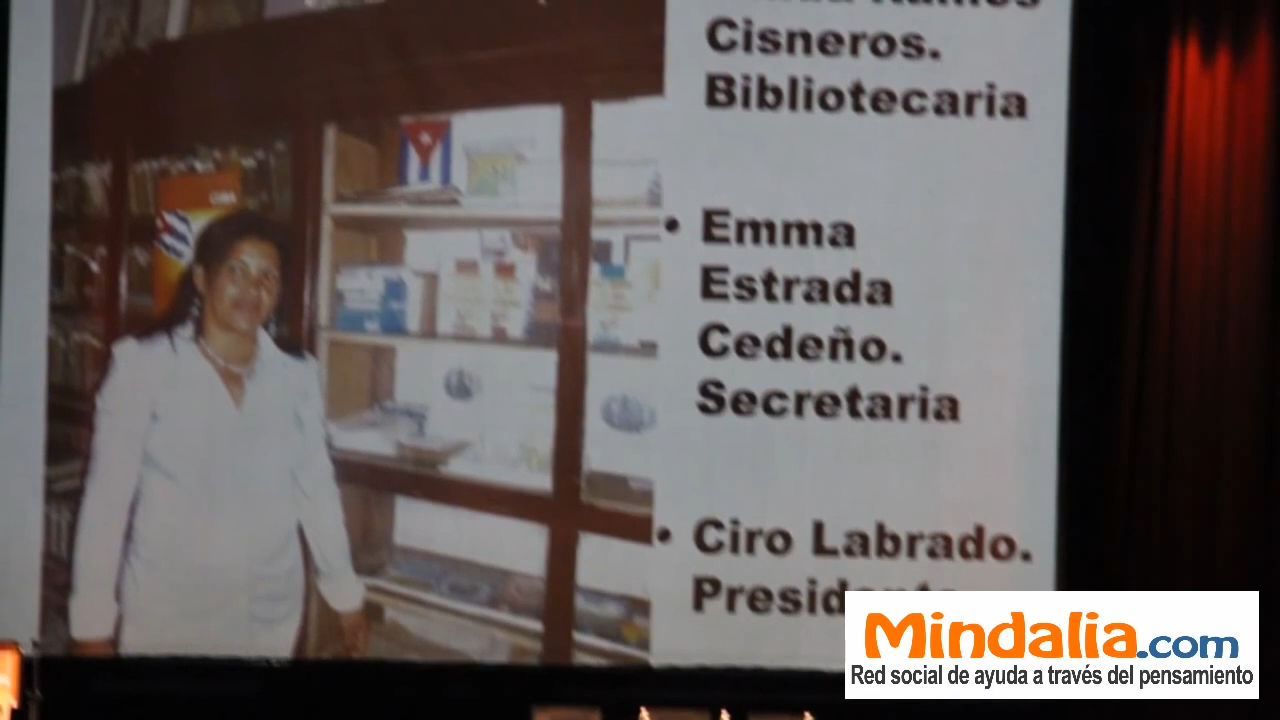 Cisneros.
Bibliotecaria
• Emma
Estrada
Cedeño.
Secretaria
• Ciro Labrado.
Mindalia.com
Red social de ayuda a través del pensamiento